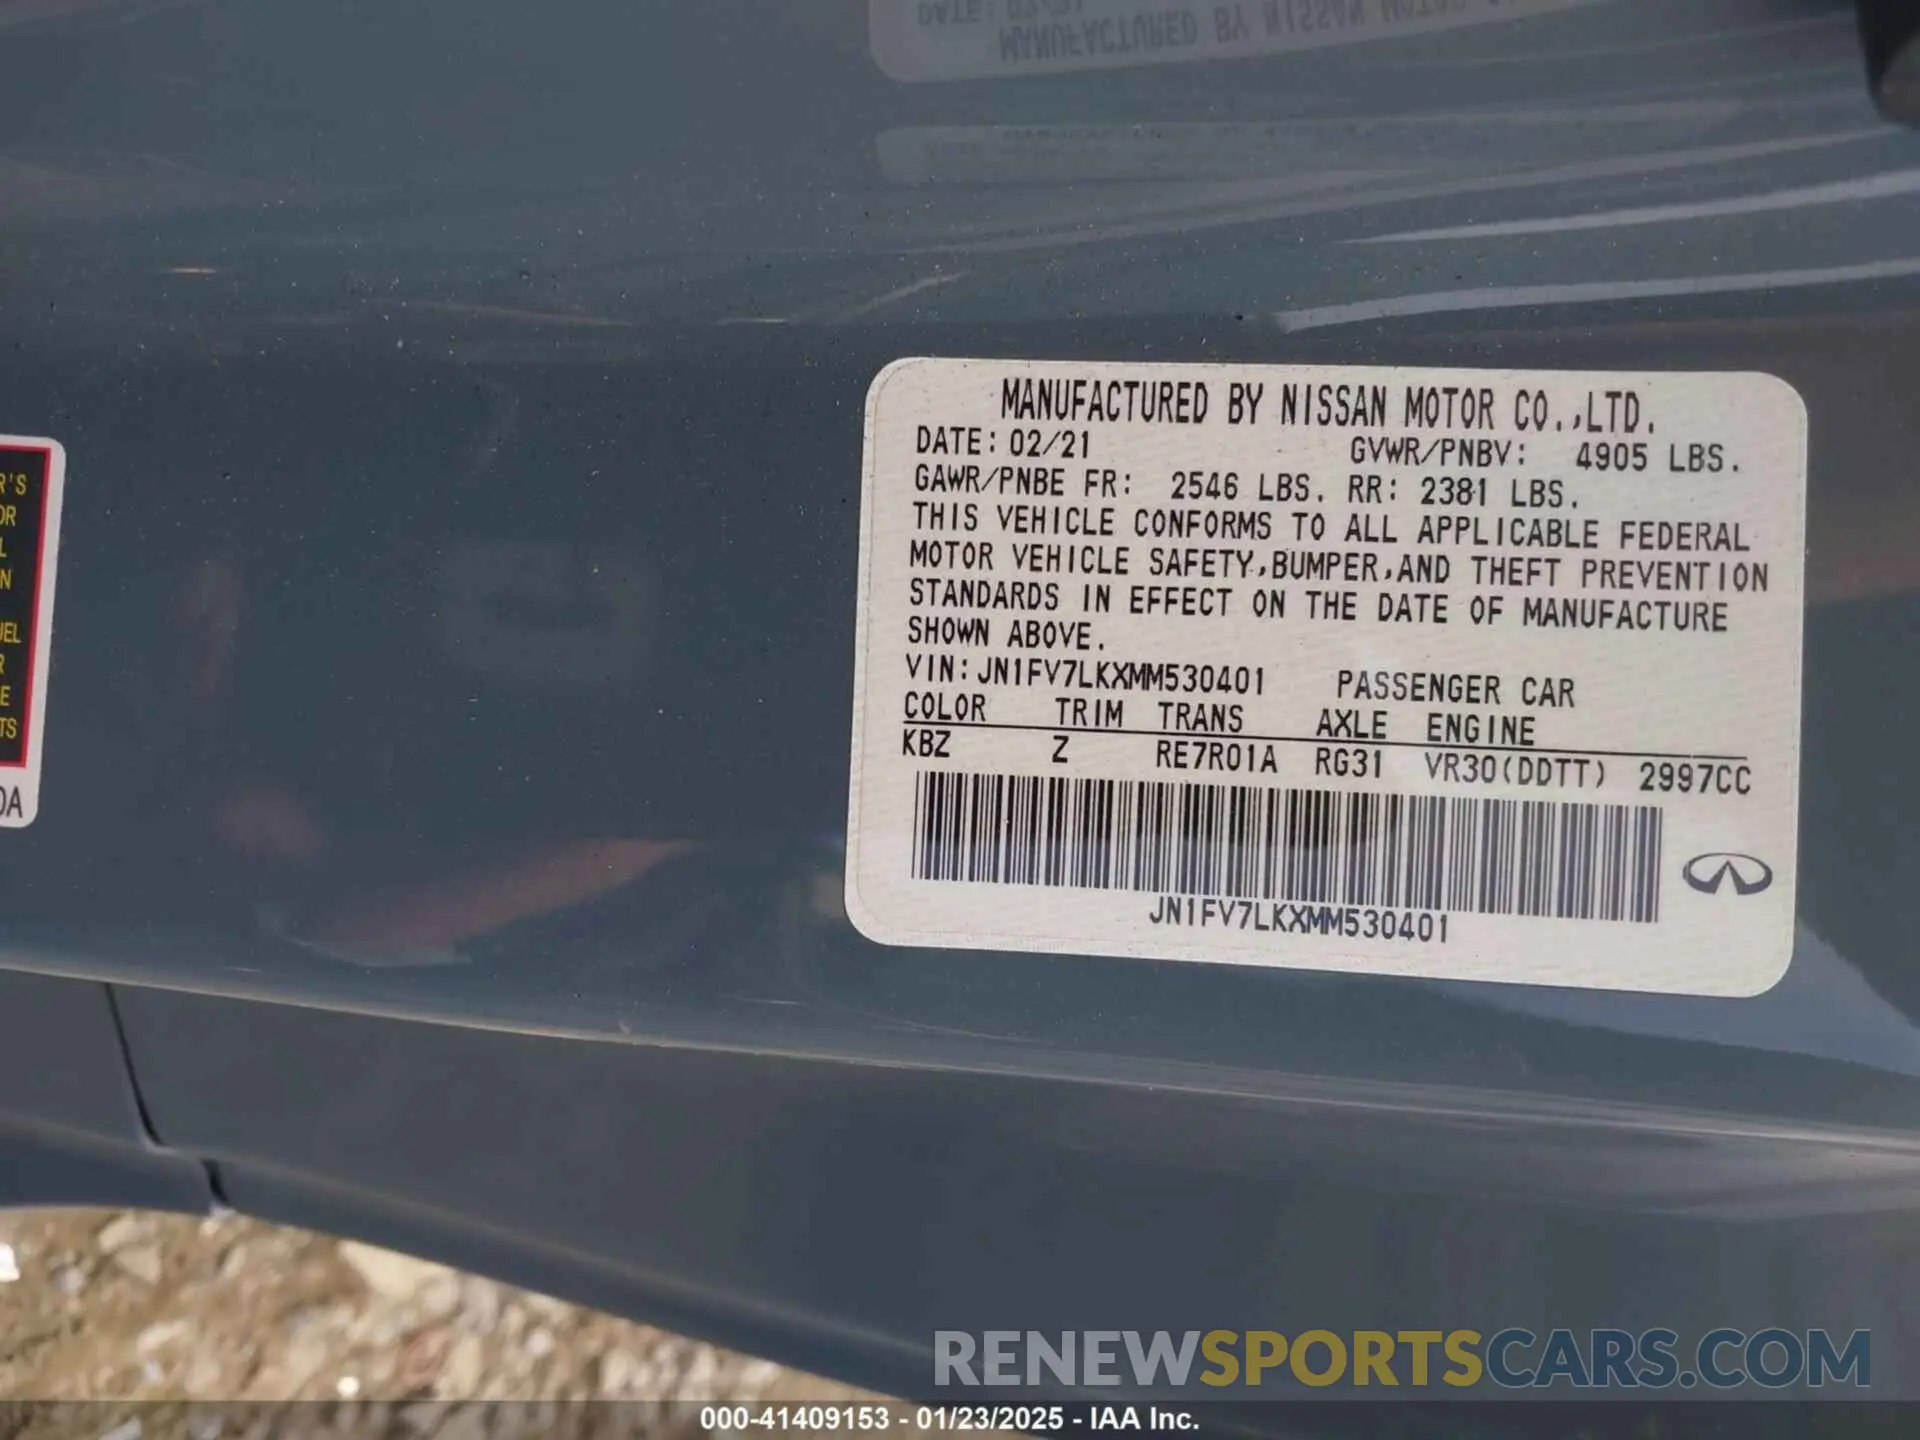 MANUFACTURED BY NISSAN MOTOR CO.,LTD.
DATE: 02/21 GVWR/PNBV: 4905 LBS.
GAWR/PNBE FR: 2546 LBS. RR: 2381 LBS.
THIS VEHICLE CONFORMS TO ALL APPLICABLE FEDERAL
MOTOR VEHICLE SAFETY,BUMPER,AND THEFT PREVENTION
STANDARDS IN EFFECT ON THE DATE OF MANUFACTURE
SHOWN ABOVE.
VIN: JN1FV7LKXMM530401 PASSENGER CAR
COLOR TRIM TRANS AXLE ENGINE
KBZ Z RE7R01A RG31 VR30(DDTT) 2997CC
JN1FV7LKXMM530401
RENEWSPORTSCARS.COM
000-41409153 - 01/23/2025 - IAA Inc.